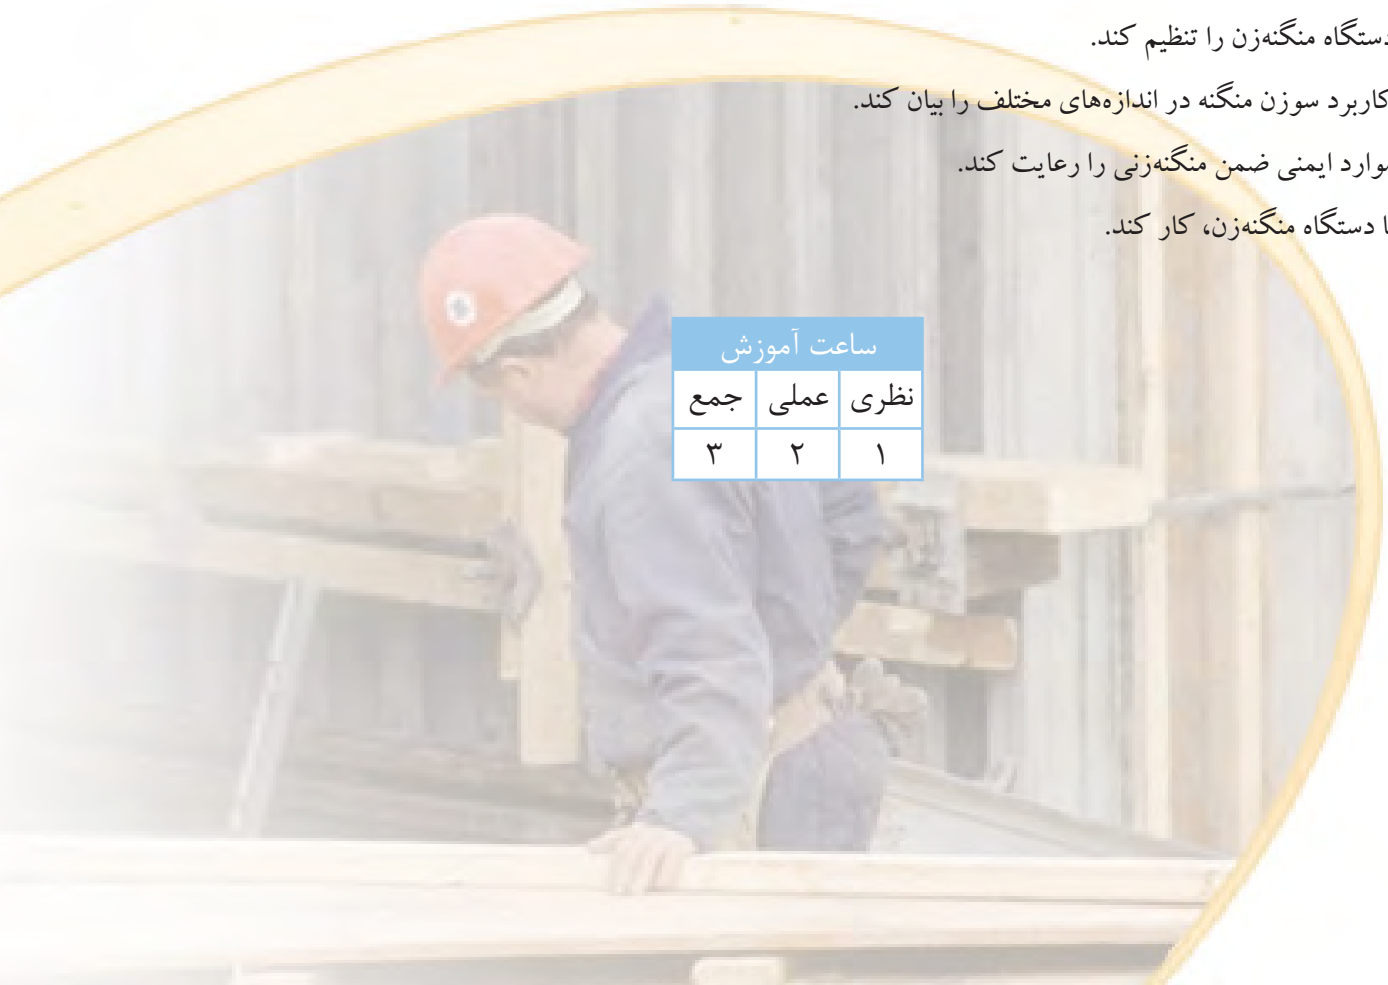 دستگاه منگنه‌زن را تنظیم کند.
کاربرد سوزن منگنه در اندازه‌های مختلف را بیان کند.
موارد ایمنی ضمن منگنه‌زنی را رعایت کند.
با دستگاه منگنه‌زن، کار کند.
ساعت آموزش
نظری عملی جمع
۱ ۲ ۳